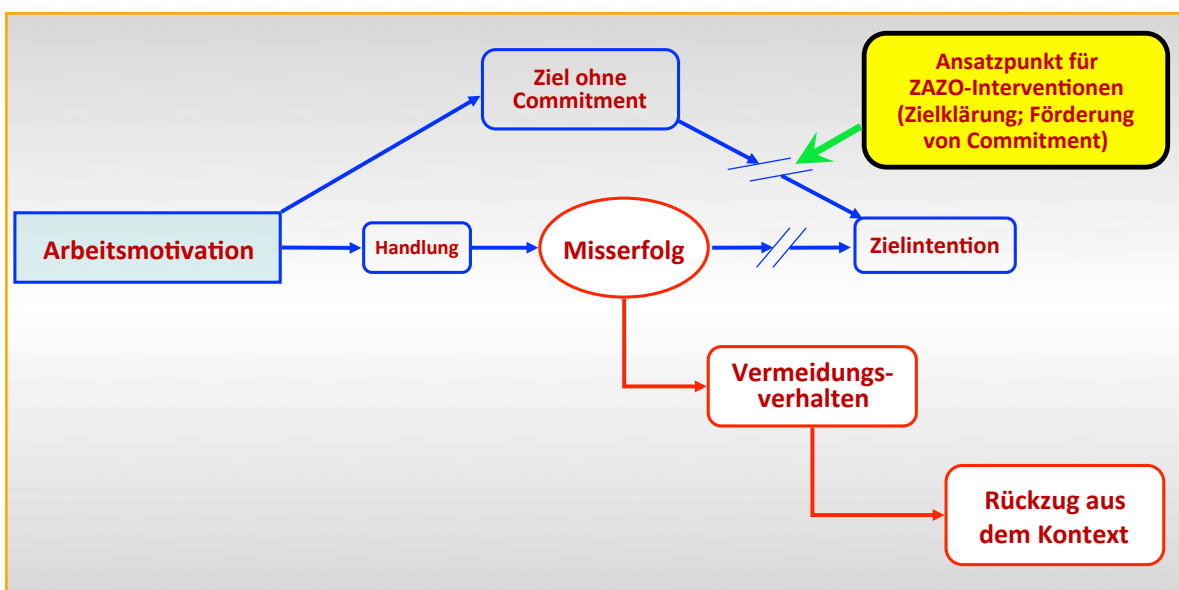 Ziel ohne
Commitment
Ansatzpunkt für
ZAZO-Interventionen
(Zielklärung; Förderung
von Commitment)
Arbeitsmotivation
Handlung
Misserfolg
Zielintention
Vermeidungs-
verhalten
Rückzug aus
dem Kontext